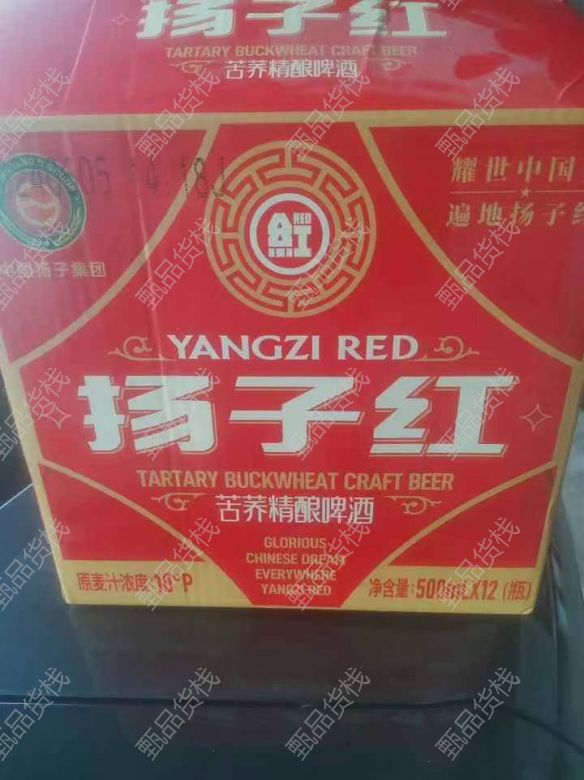 扬子红
TARTARY BUCKWHEAT CRAFT BEER
苦荞精酿啤酒
耀世中国
遍地扬子红
中国扬子集团
RED
紅
YANGZI RED
扬子红
TARTARY BUCKWHEAT CRAFT BEER
苦荞精酿啤酒
GLORIOUS
CHINESE DREAM
EVERYWHERE
YANGZI RED
原麦汁浓度:
°P
净含量: 500mLX12 (瓶)
甄品货栈